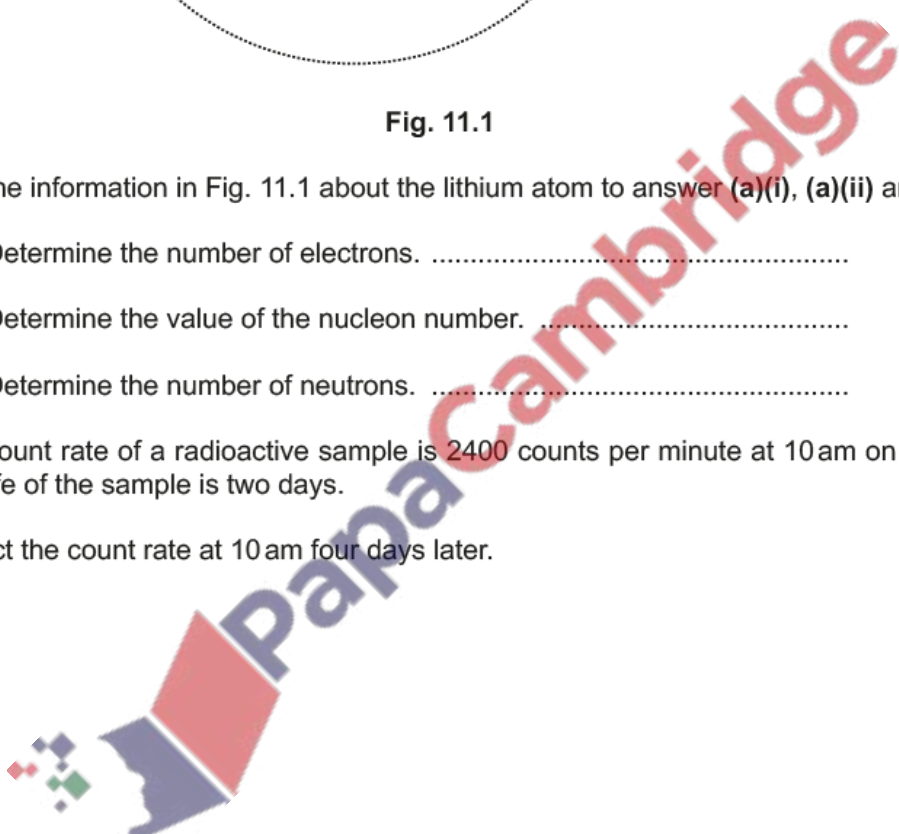 Fig. 11.1
he information in Fig. 11.1 about the lithium atom to answer (a)(i), (a)(ii) a
Determine the number of electrons. ......................................................
Determine the value of the nucleon number. ........................................
Determine the number of neutrons. ......................................................
ount rate of a radioactive sample is 2400 counts per minute at 10 am on
fe of the sample is two days.
ct the count rate at 10 am four days later.
PapaCambridge